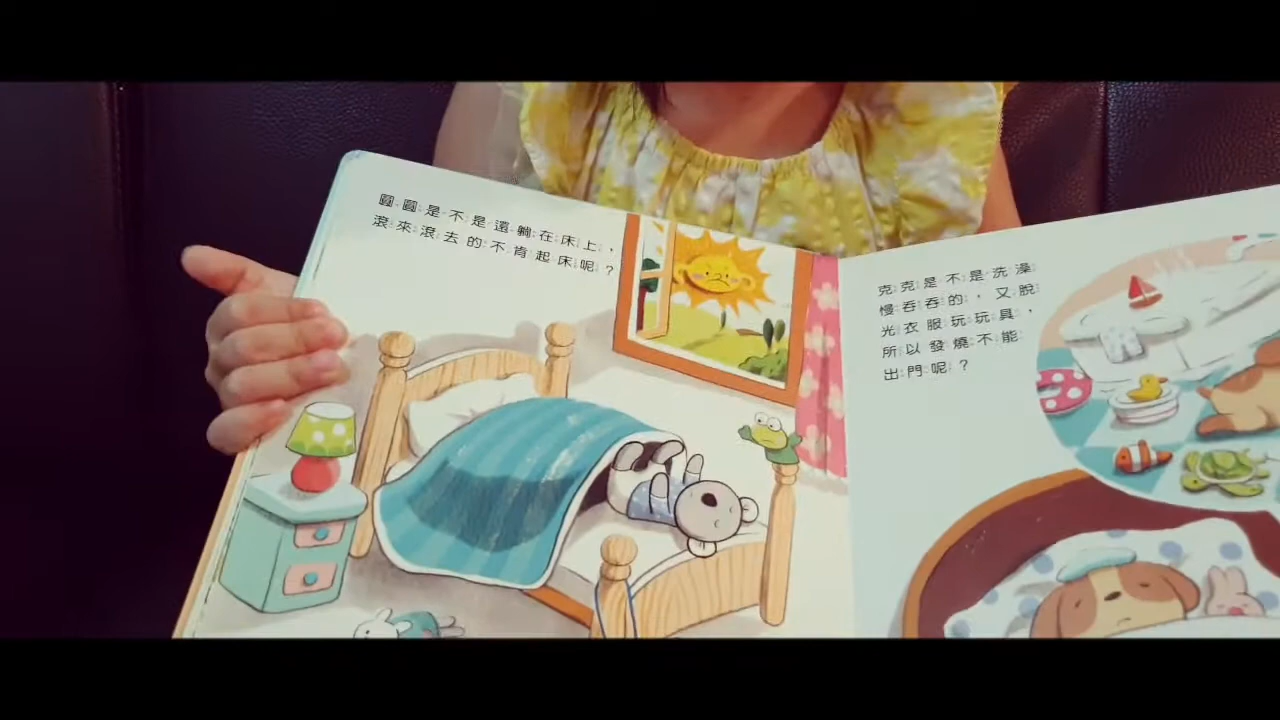 圓圓是不是還躺在床上，
滾來滾去的不肯起床呢？
克克是不是洗澡
慢吞吞的，又脫
光衣服玩玩具，
所以發燒不能
出門呢？